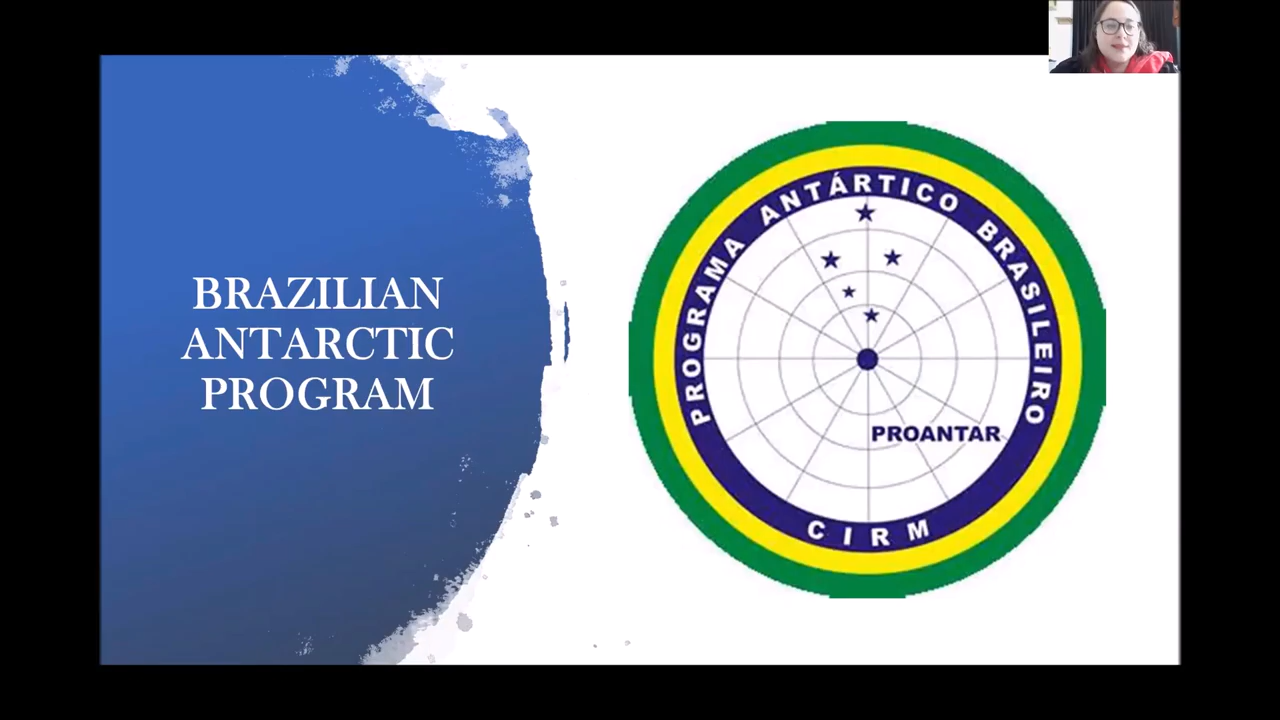 BRAZILIAN
ANTARCTIC
PROGRAM
PROGRAMA ANTÁRTICO BRASILEIRO
PROANTAR
CIRM